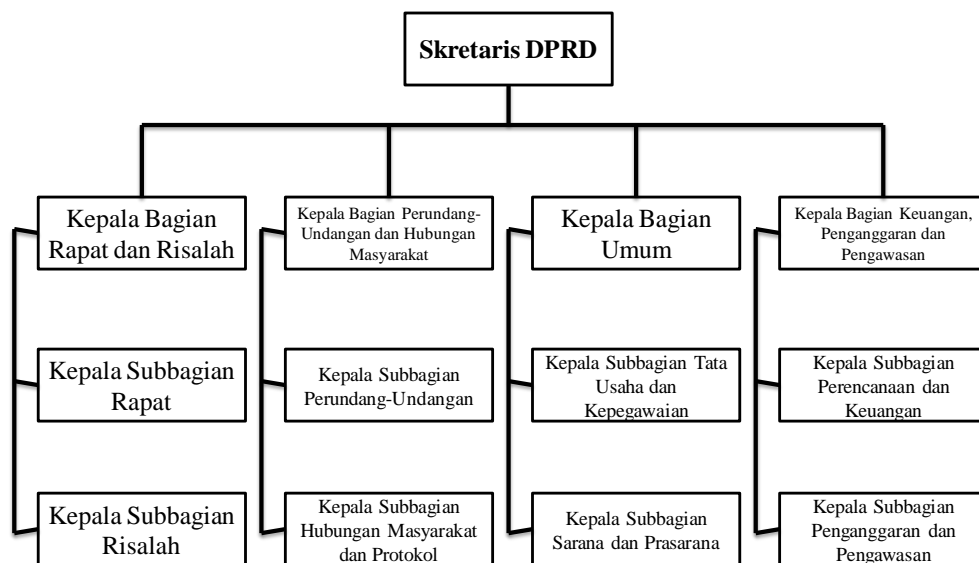 Skretaris DPRD
Kepala Bagian
Rapat dan Risalah
Kepala Bagian Perundang-
Undangan dan Hubungan
Masyarakat
Kepala Bagian
Umum
Kepala Bagian Keuangan,
Penganggaran dan
Pengawasan
Kepala Subbagian
Rapat
Kepala Subbagian
Perundang-Undangan
Kepala Subbagian Tata
Usaha dan
Kepegawaian
Kepala Subbagian
Perencanaan dan
Keuangan
Kepala Subbagian
Risalah
Kepala Subbagian
Hubungan Masyarakat
dan Protokol
Kepala Subbagian
Sarana dan Prasarana
Kepala Subbagian
Penganggaran dan
Pengawasan